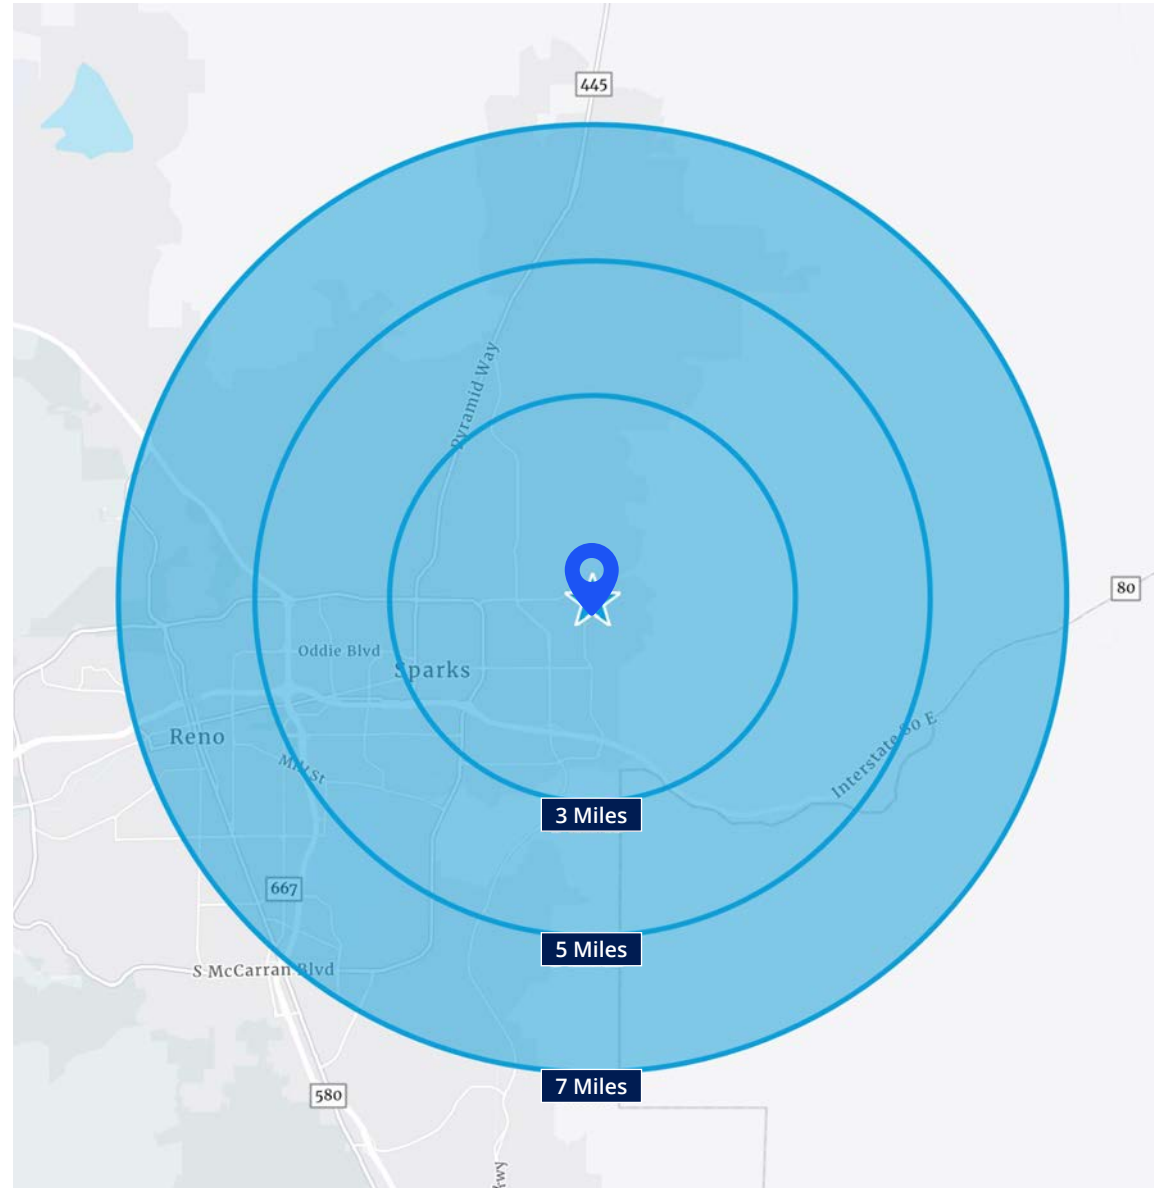 445
Pyramid Way
80
Oddie Blvd
Sparks
Reno
Interstate 80 E
Mill St
3 Miles
667
5 Miles
S McCarran Blvd
7 Miles
580